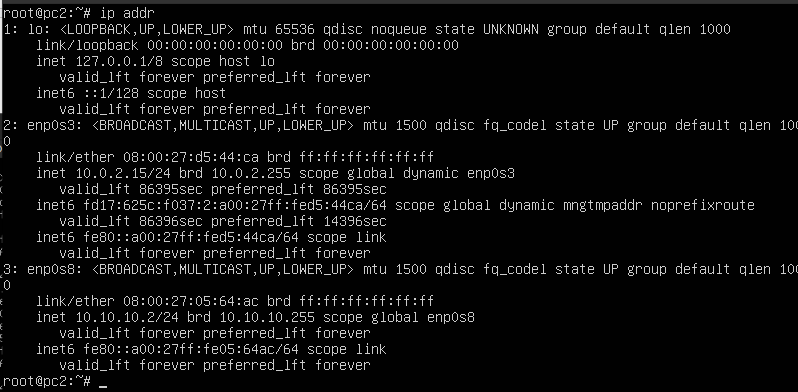 root@pc2:~# ip addr
1: lo: <LOOPBACK,UP,LOWER_UP> mtu 65536 qdisc noqueue state UNKNOWN group default qlen 1000
    link/loopback 00:00:00:00:00:00 brd 00:00:00:00:00:00
    inet 127.0.0.1/8 scope host lo
       valid_lft forever preferred_lft forever
    inet6 ::1/128 scope host
       valid_lft forever preferred_lft forever
2: enp0s3: <BROADCAST,MULTICAST,UP,LOWER_UP> mtu 1500 qdisc fq_codel state UP group default qlen 100
0
    link/ether 08:00:27:d5:44:ca brd ff:ff:ff:ff:ff:ff
    inet 10.0.2.15/24 brd 10.0.2.255 scope global dynamic enp0s3
       valid_lft 86395sec preferred_lft 86395sec
    inet6 fd17:625c:f037:2:a00:27ff:fed5:44ca/64 scope global dynamic mngtmpaddr noprefixroute
       valid_lft 86396sec preferred_lft 14396sec
    inet6 fe80::a00:27ff:fed5:44ca/64 scope link
       valid_lft forever preferred_lft forever
3: enp0s8: <BROADCAST,MULTICAST,UP,LOWER_UP> mtu 1500 qdisc fq_codel state UP group default qlen 100
0
    link/ether 08:00:27:05:64:ac brd ff:ff:ff:ff:ff:ff
    inet 10.10.10.2/24 brd 10.10.10.255 scope global enp0s8
       valid_lft forever preferred_lft forever
    inet6 fe80::a00:27ff:fe05:64ac/64 scope link
       valid_lft forever preferred_lft forever
root@pc2:~# _